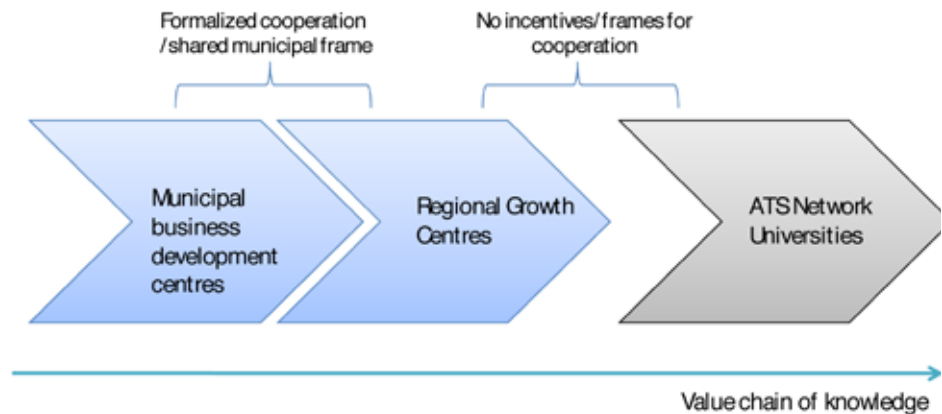 Formalized cooperation
/shared municipal frame
No incentives/frames for
cooperation
Municipal
business
development
centres
Regional Growth
Centres
ATS Network
Universities
Value chain of knowledge